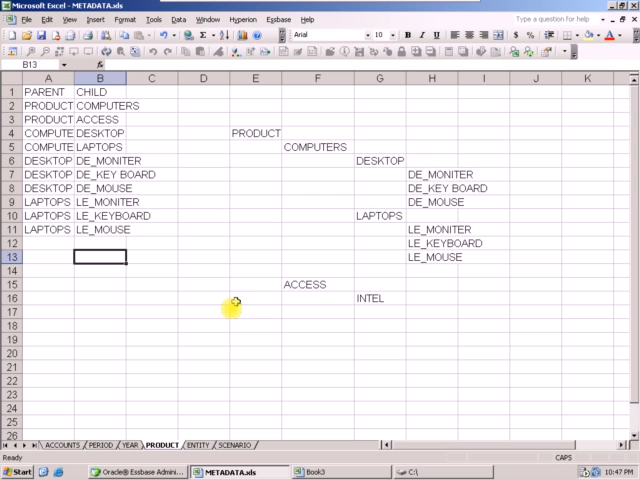 Microsoft Excel - METADATA.xls
File Edit View Insert Format Tools Data Window Hyperion Essbase Help Type a question for help
Arial 10 B I U $ %
B13 fx
A B C D E F G H I J K
1 PARENT CHILD
2 PRODUCT COMPUTERS
3 PRODUCT ACCESS
4 COMPUTE DESKTOP PRODUCT
5 COMPUTE LAPTOPS COMPUTERS
6 DESKTOP DE_MONITER DESKTOP
7 DESKTOP DE_KEY BOARD DE_MONITER
8 DESKTOP DE_MOUSE DE_KEY BOARD
9 LAPTOPS LE_MONITER DE_MOUSE
10 LAPTOPS LE_KEYBOARD LAPTOPS
11 LAPTOPS LE_MOUSE LE_MONITER
12 LE_KEYBOARD
13 LE_MOUSE
14
15 ACCESS
16 INTEL
17
18
19
20
21
22
23
24
25
26
ACCOUNTS / PERIOD / YEAR \ PRODUCT / ENTITY / SCENARIO /
Ready CAPS
Start Oracle® Essbase Admini... METADATA.xls Book3 C:\ 10:47 PM